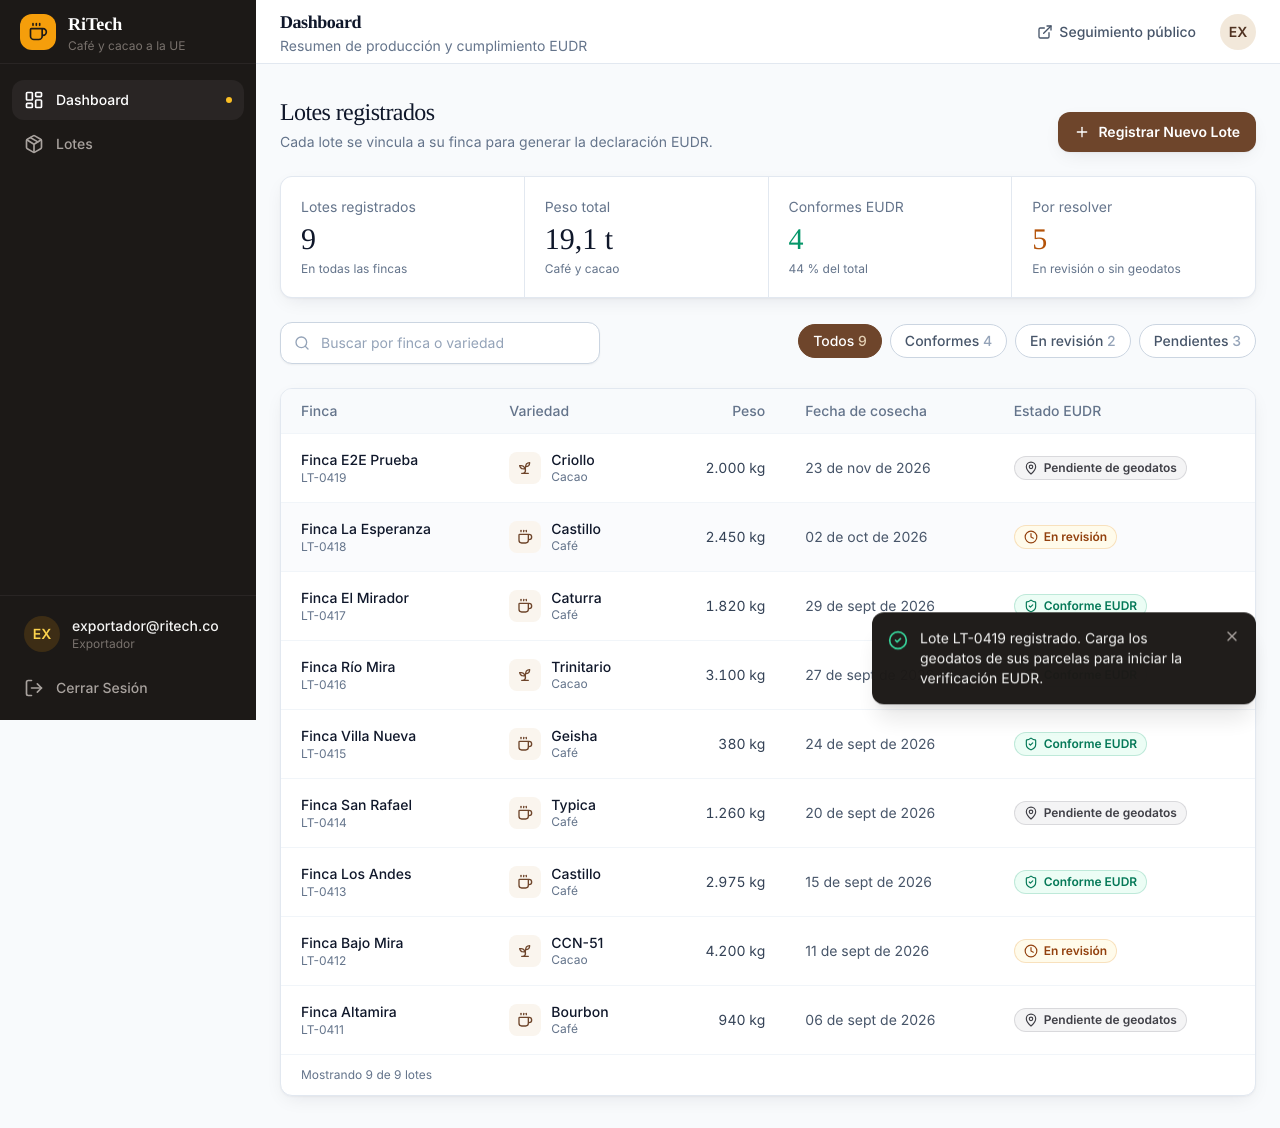 RiTech
Café y cacao a la UE
Dashboard
Lotes
EX
exportador@ritech.co
Exportador
Cerrar Sesión
Dashboard
Resumen de producción y cumplimiento EUDR
Seguimiento público
EX
Lotes registrados
Cada lote se vincula a su finca para generar la declaración EUDR.
Registrar Nuevo Lote
Lotes registrados
9
En todas las fincas
Peso total
19,1 t
Café y cacao
Conformes EUDR
4
44 % del total
Por resolver
5
En revisión o sin geodatos
Buscar por finca o variedad
Todos 9
Conformes 4
En revisión 2
Pendientes 3
Finca Variedad Peso Fecha de cosecha Estado EUDR
Finca E2E Prueba
LT-0419
Criollo
Cacao
2.000 kg
23 de nov de 2026
Pendiente de geodatos
Finca La Esperanza
LT-0418
Castillo
Café
2.450 kg
02 de oct de 2026
En revisión
Finca El Mirador
LT-0417
Caturra
Café
1.820 kg
29 de sept de 2026
Conforme EUDR
Finca Río Mira
LT-0416
Trinitario
Cacao
3.100 kg
27 de sept
Lote LT-0419 registrado. Carga los
geodatos de sus parcelas para iniciar la
verificación EUDR.
Finca Villa Nueva
LT-0415
Geisha
Café
380 kg
24 de sept de 2026
Conforme EUDR
Finca San Rafael
LT-0414
Typica
Café
1.260 kg
20 de sept de 2026
Pendiente de geodatos
Finca Los Andes
LT-0413
Castillo
Café
2.975 kg
15 de sept de 2026
Conforme EUDR
Finca Bajo Mira
LT-0412
CCN-51
Cacao
4.200 kg
11 de sept de 2026
En revisión
Finca Altamira
LT-0411
Bourbon
Café
940 kg
06 de sept de 2026
Pendiente de geodatos
Mostrando 9 de 9 lotes